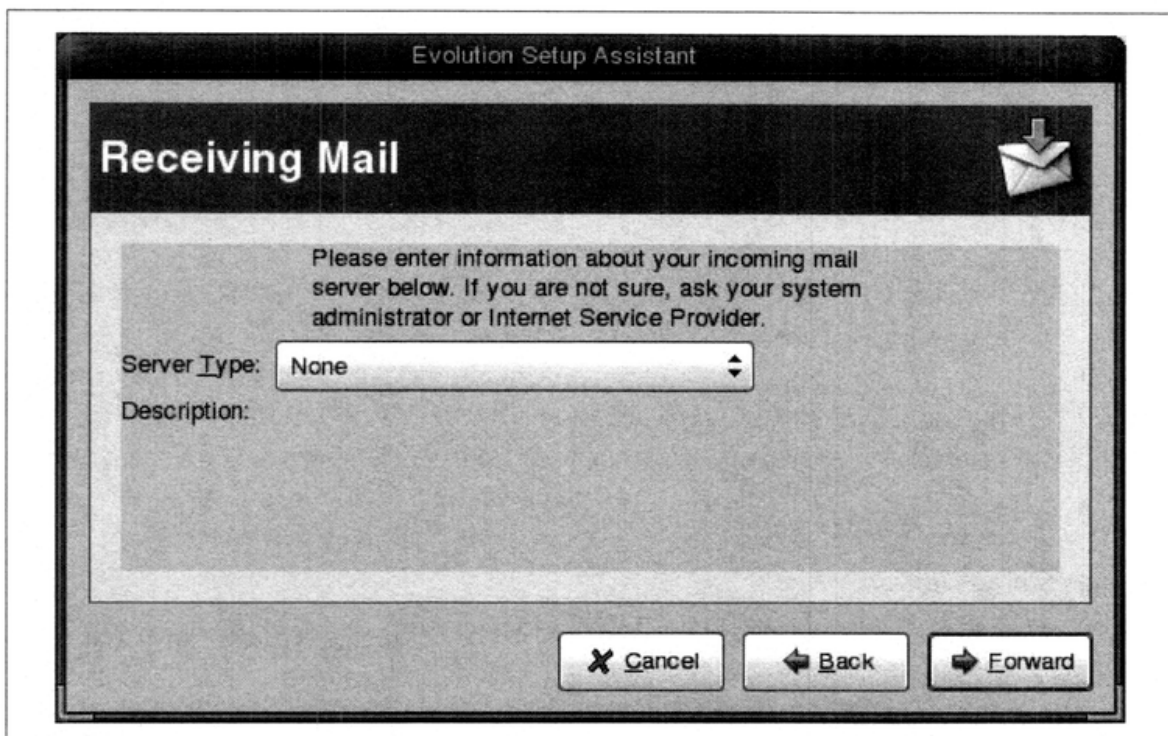 Evolution Setup Assistant
Receiving Mail
Please enter information about your incoming mail
server below. If you are not sure, ask your system
administrator or Internet Service Provider.
Server Type: None
Description:
Cancel Back Forward